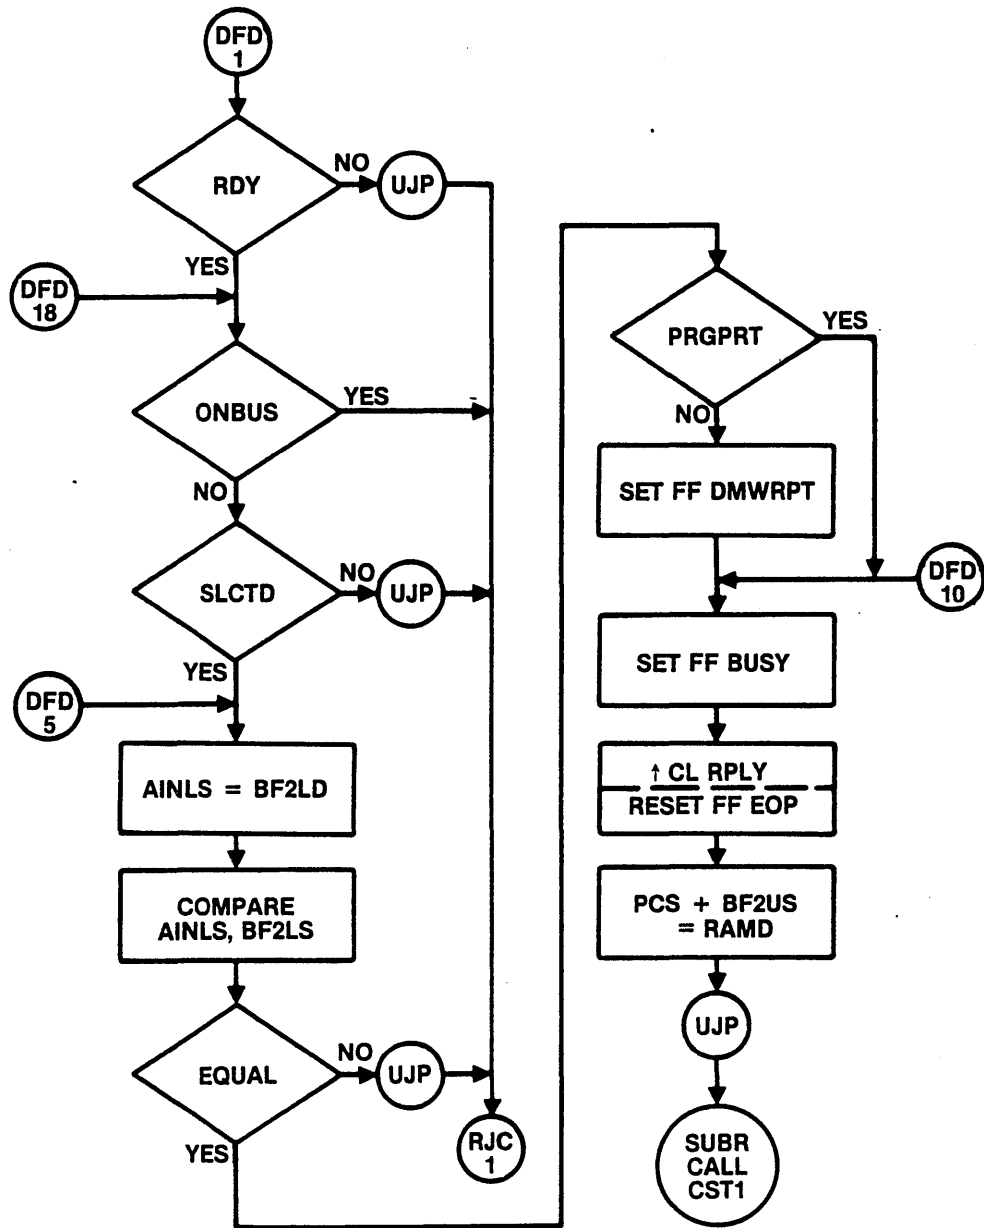 DFD
1
RDY
NO
UJP
YES
DFD
18
ONBUS
YES
NO
SLCTD
NO
UJP
YES
DFD
5
AINLS = BF2LD
COMPARE
AINLS, BF2LS
EQUAL
NO
UJP
YES
RJC
1
PRGPRT
YES
NO
SET FF DMWRPT
DFD
10
SET FF BUSY
↑ CL RPLY
RESET FF EOP
PCS + BF2US
= RAMD
UJP
SUBR
CALL
CST1